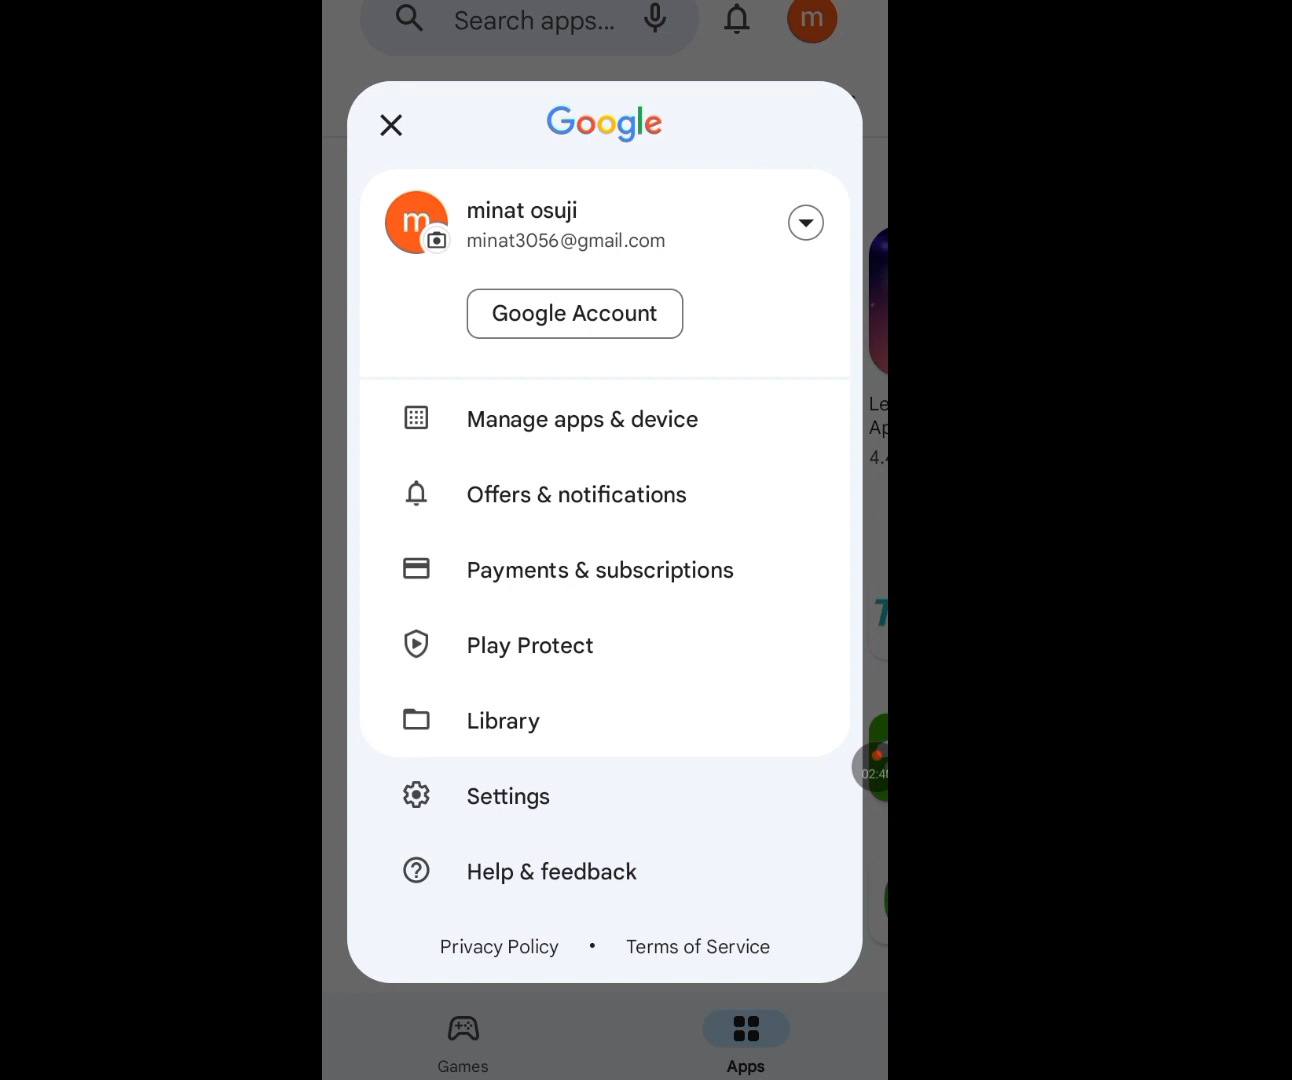 Search apps...
m
Google
m
minat osuji
minat3056@gmail.com
Google Account
Manage apps & device
Offers & notifications
Payments & subscriptions
Play Protect
Library
Settings
Help & feedback
Privacy Policy • Terms of Service
Games
Apps